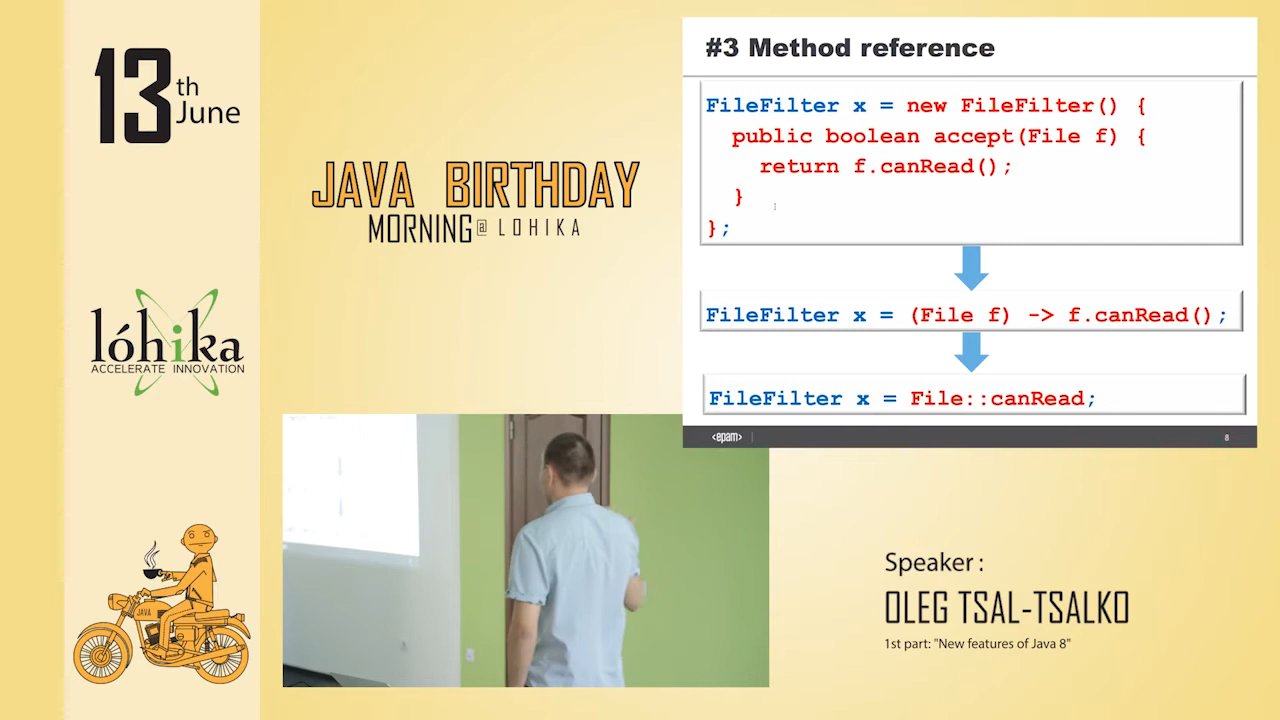 13th June
JAVA BIRTHDAY
MORNING@LOHIKA
lóhika
ACCELERATE INNOVATION
JAVA
#3 Method reference
FileFilter x = new FileFilter() {
public boolean accept(File f) {
return f.canRead();
}
};
FileFilter x = (File f) -> f.canRead();
FileFilter x = File::canRead;
<epam>
8
Speaker :
OLEG TSAL-TSALKO
1st part: "New features of Java 8"